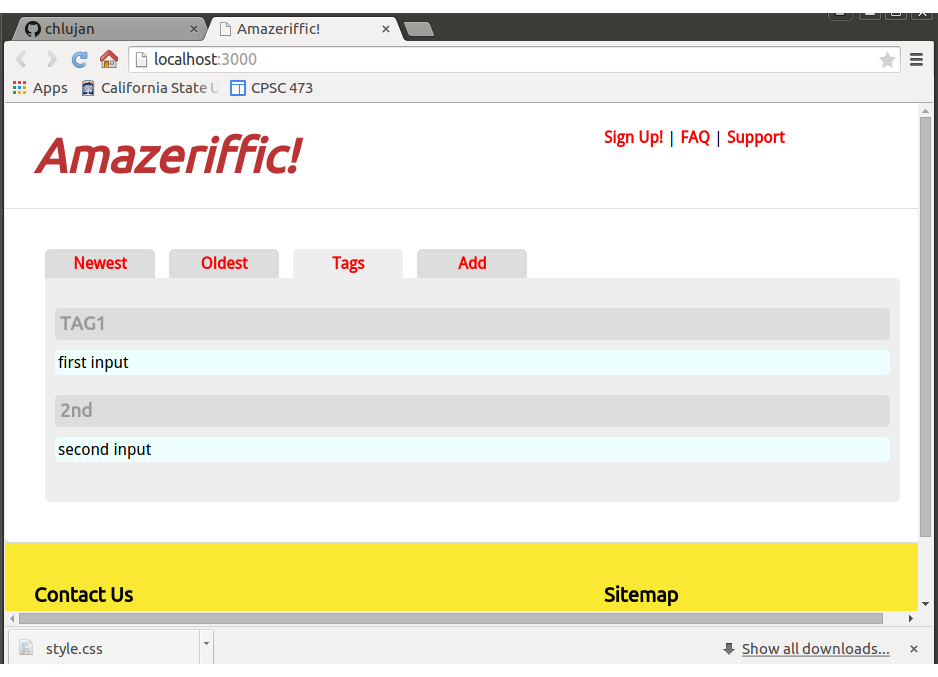 chlujan
Amazeriffic!
localhost:3000
Apps California State U CPSC 473
Amazeriffic!
Sign Up! | FAQ | Support
Newest Oldest Tags Add
TAG1
first input
2nd
second input
Contact Us Sitemap
style.css Show all downloads...